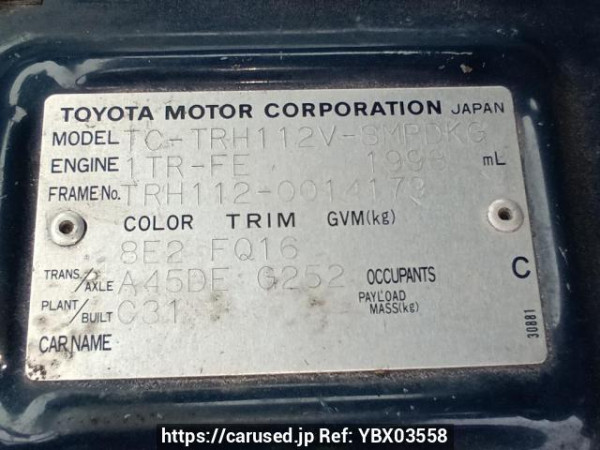 TOYOTA MOTOR CORPORATION JAPAN
MODEL TC-TRH112V-SMPDKG
ENGINE 1TR-FE 1998 mL
FRAME No. TRH112-0014173
COLOR TRIM GVM(kg)
8E2 FQ16
TRANS./AXLE A45DE G252 OCCUPANTS C
PLANT/BUILT C31 PAYLOAD MASS(kg)
CAR NAME
30881
https://carused.jp Ref: YBX03558